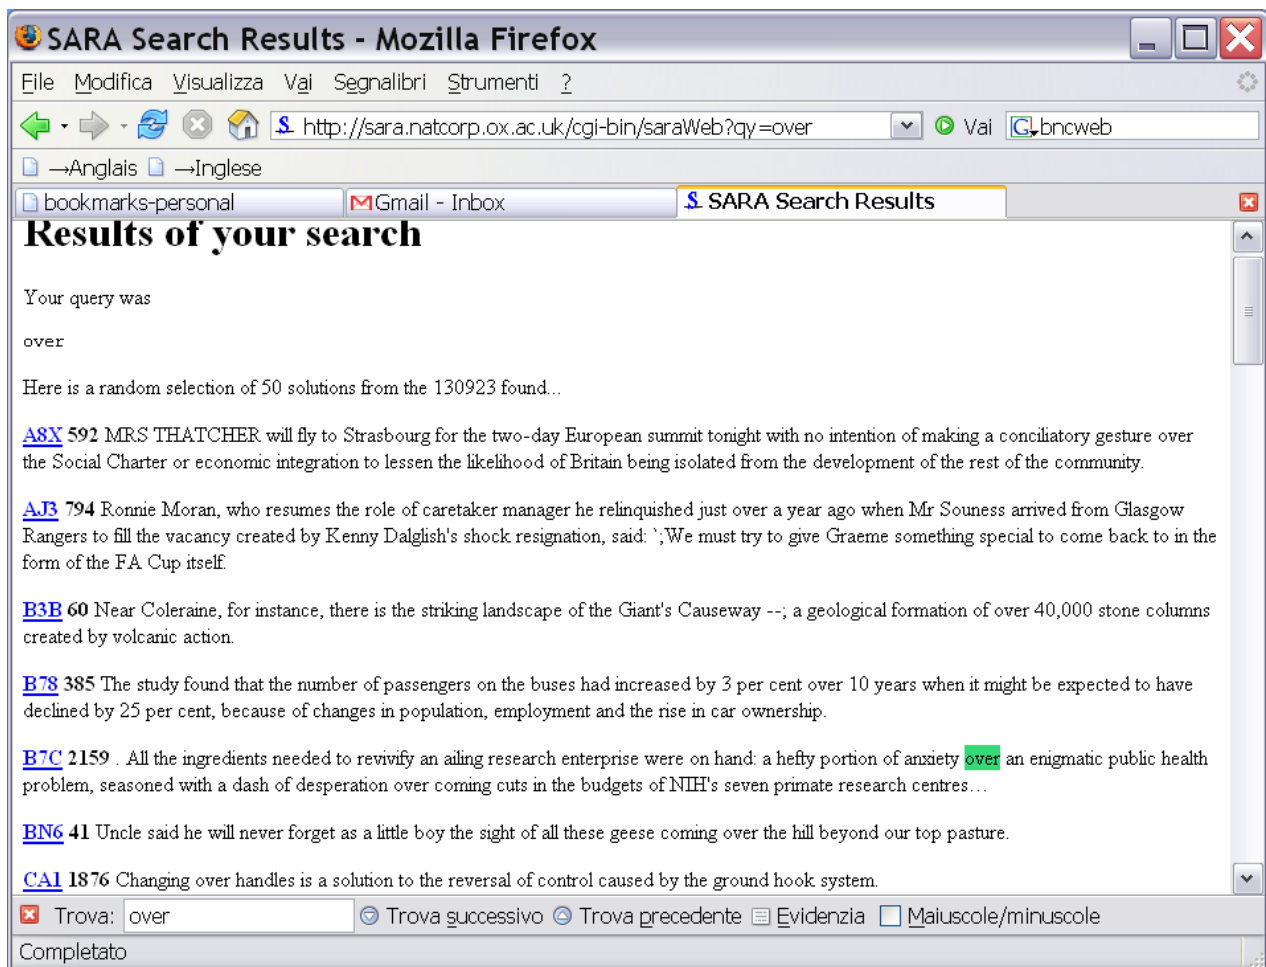 SARA Search Results - Mozilla Firefox
File Modifica Visualizza Vai Segnalibri Strumenti ?
http://sara.natcorp.ox.ac.uk/cgi-bin/saraWeb?qy=over Vai G bncweb
→Anglais →Inglese
bookmarks-personal Gmail - Inbox SARA Search Results
Results of your search
Your query was
over
Here is a random selection of 50 solutions from the 130923 found...
A8X 592 MRS THATCHER will fly to Strasbourg for the two-day European summit tonight with no intention of making a conciliatory gesture over
the Social Charter or economic integration to lessen the likelihood of Britain being isolated from the development of the rest of the community.
AJ3 794 Ronnie Moran, who resumes the role of caretaker manager he relinquished just over a year ago when Mr Souness arrived from Glasgow
Rangers to fill the vacancy created by Kenny Dalglish's shock resignation, said: `;We must try to give Graeme something special to come back to in the
form of the FA Cup itself.
B3B 60 Near Coleraine, for instance, there is the striking landscape of the Giant's Causeway --; a geological formation of over 40,000 stone columns
created by volcanic action.
B78 385 The study found that the number of passengers on the buses had increased by 3 per cent over 10 years when it might be expected to have
declined by 25 per cent, because of changes in population, employment and the rise in car ownership.
B7C 2159 . All the ingredients needed to revivify an ailing research enterprise were on hand: a hefty portion of anxiety over an enigmatic public health
problem, seasoned with a dash of desperation over coming cuts in the budgets of NIH's seven primate research centres...
BN6 41 Uncle said he will never forget as a little boy the sight of all these geese coming over the hill beyond our top pasture.
CA1 1876 Changing over handles is a solution to the reversal of control caused by the ground hook system.
Trova: over Trova successivo Trova precedente Evidenzia Maiuscole/minuscole
Completato